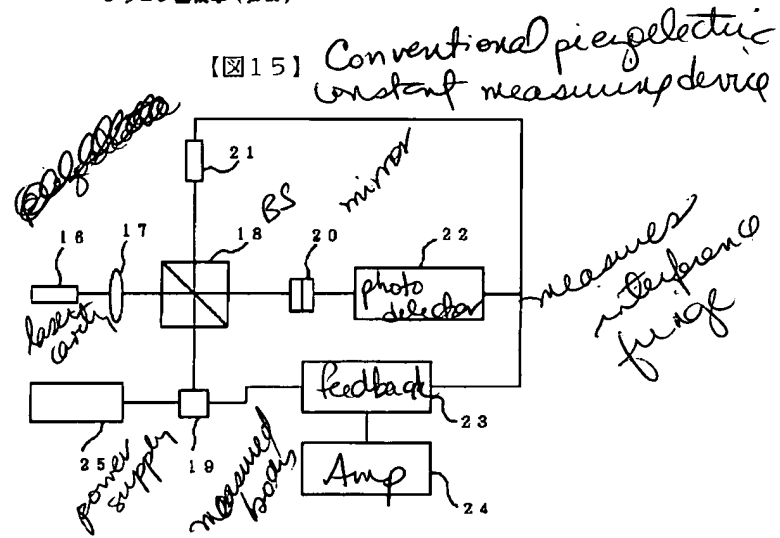 【図15】 Conventional piezoelectric
constant measuring device
21
BS
mirror
16
17
18
20
22
laser
cavity
photo
detector
measures
interference
fringe
feedback
23
25
19
power
supply
measured
body
Amp
24